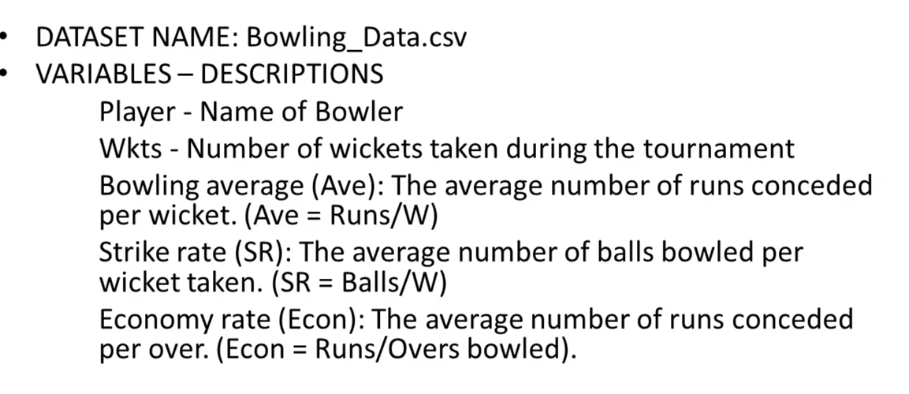 • DATASET NAME: Bowling_Data.csv
• VARIABLES – DESCRIPTIONS
Player - Name of Bowler
Wkts - Number of wickets taken during the tournament
Bowling average (Ave): The average number of runs conceded
per wicket. (Ave = Runs/W)
Strike rate (SR): The average number of balls bowled per
wicket taken. (SR = Balls/W)
Economy rate (Econ): The average number of runs conceded
per over. (Econ = Runs/Overs bowled).